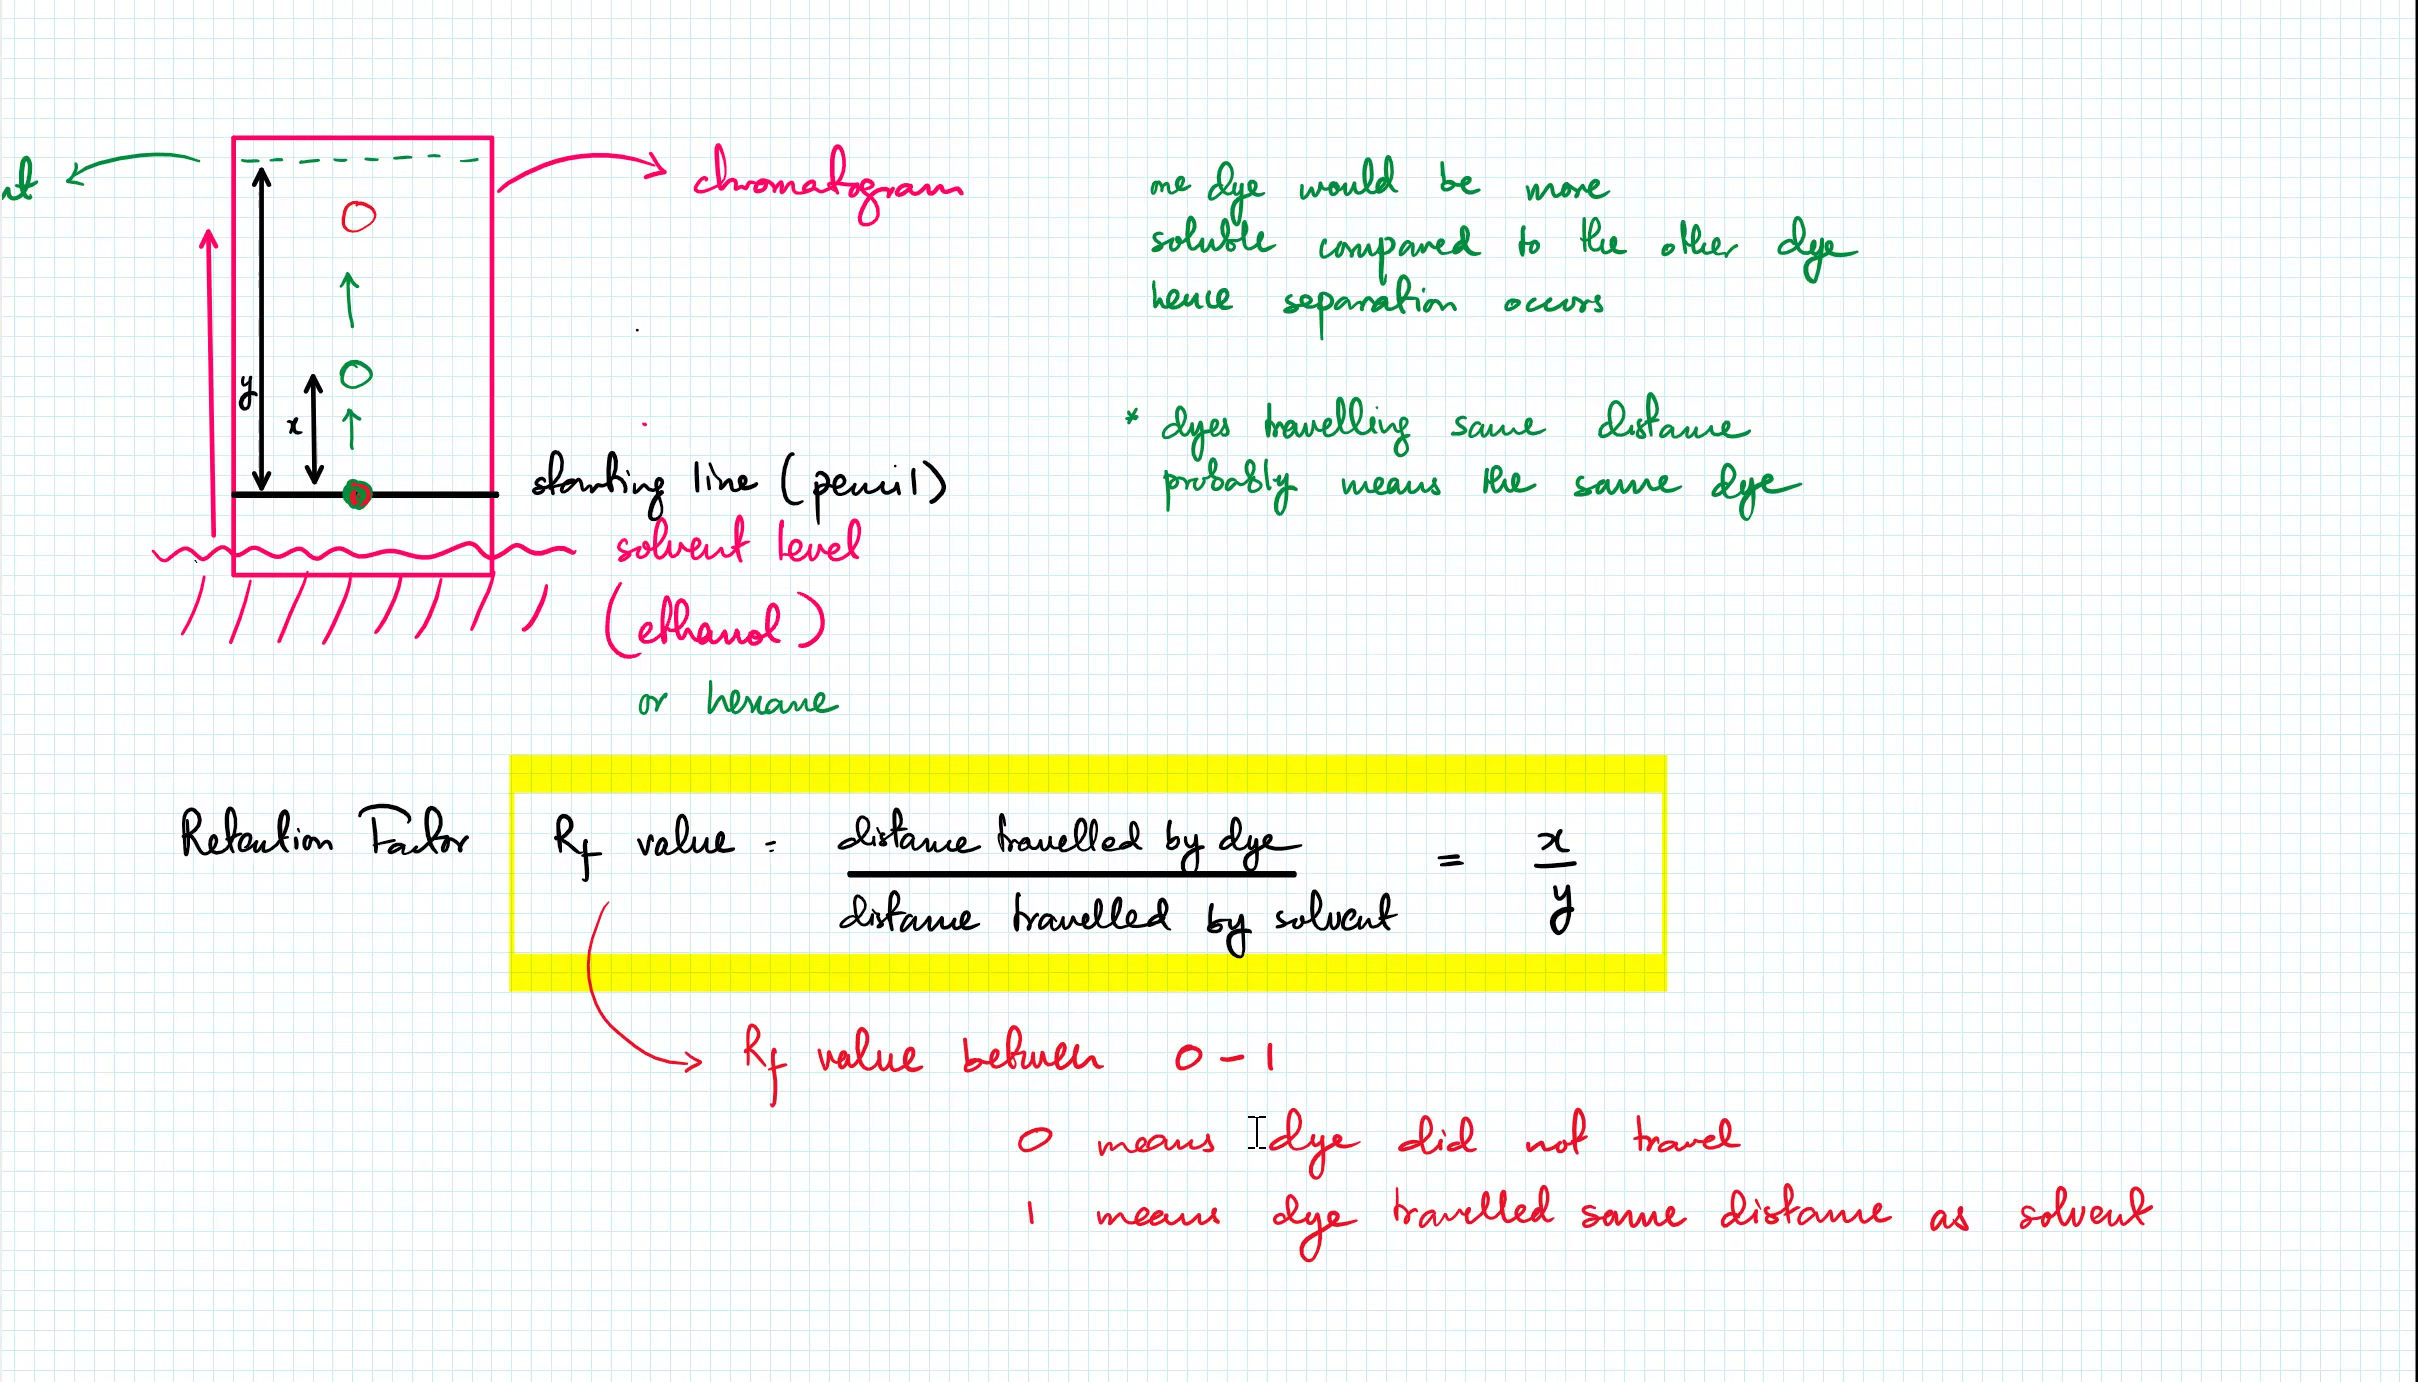 nt
chromatogram
one dye would be more
soluble compared to the other dye
hence separation occurs
y
x
* dyes travelling same distance
probably means the same dye
starting line (pencil)
solvent level
(ethanol)
or hexane
Retention Factor Rf value = distance travelled by dye / distance travelled by solvent = x / y
Rf value between 0 - 1
0 means dye did not travel
1 means dye travelled same distance as solvent